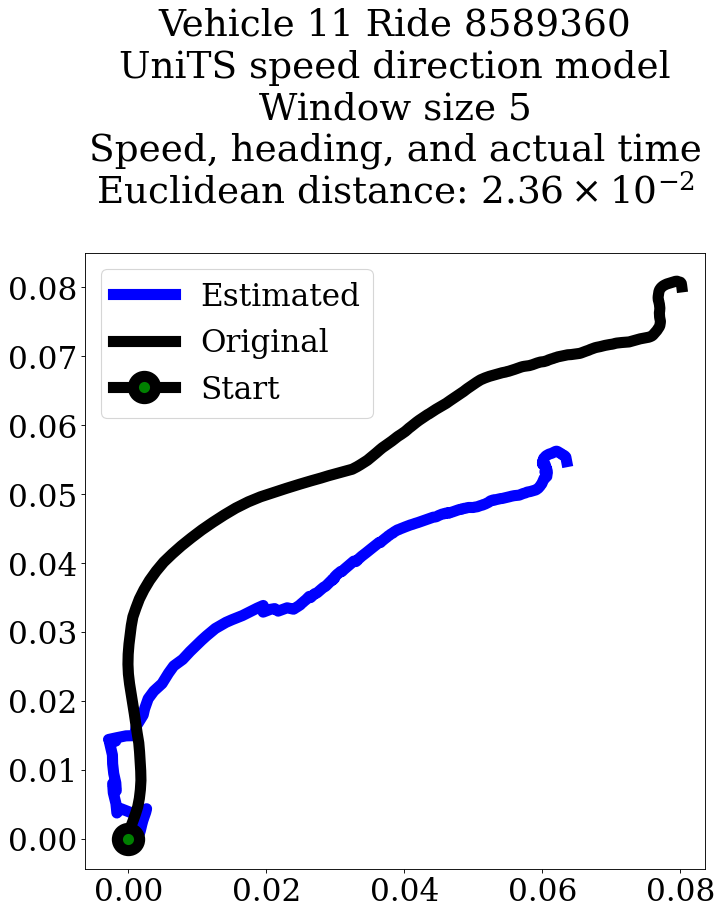 Vehicle 11 Ride 8589360
UniTS speed direction model
Window size 5
Speed, heading, and actual time
Euclidean distance: 2.36 × 10⁻²
Estimated
Original
Start
0.08
0.07
0.06
0.05
0.04
0.03
0.02
0.01
0.00
0.00 0.02 0.04 0.06 0.08